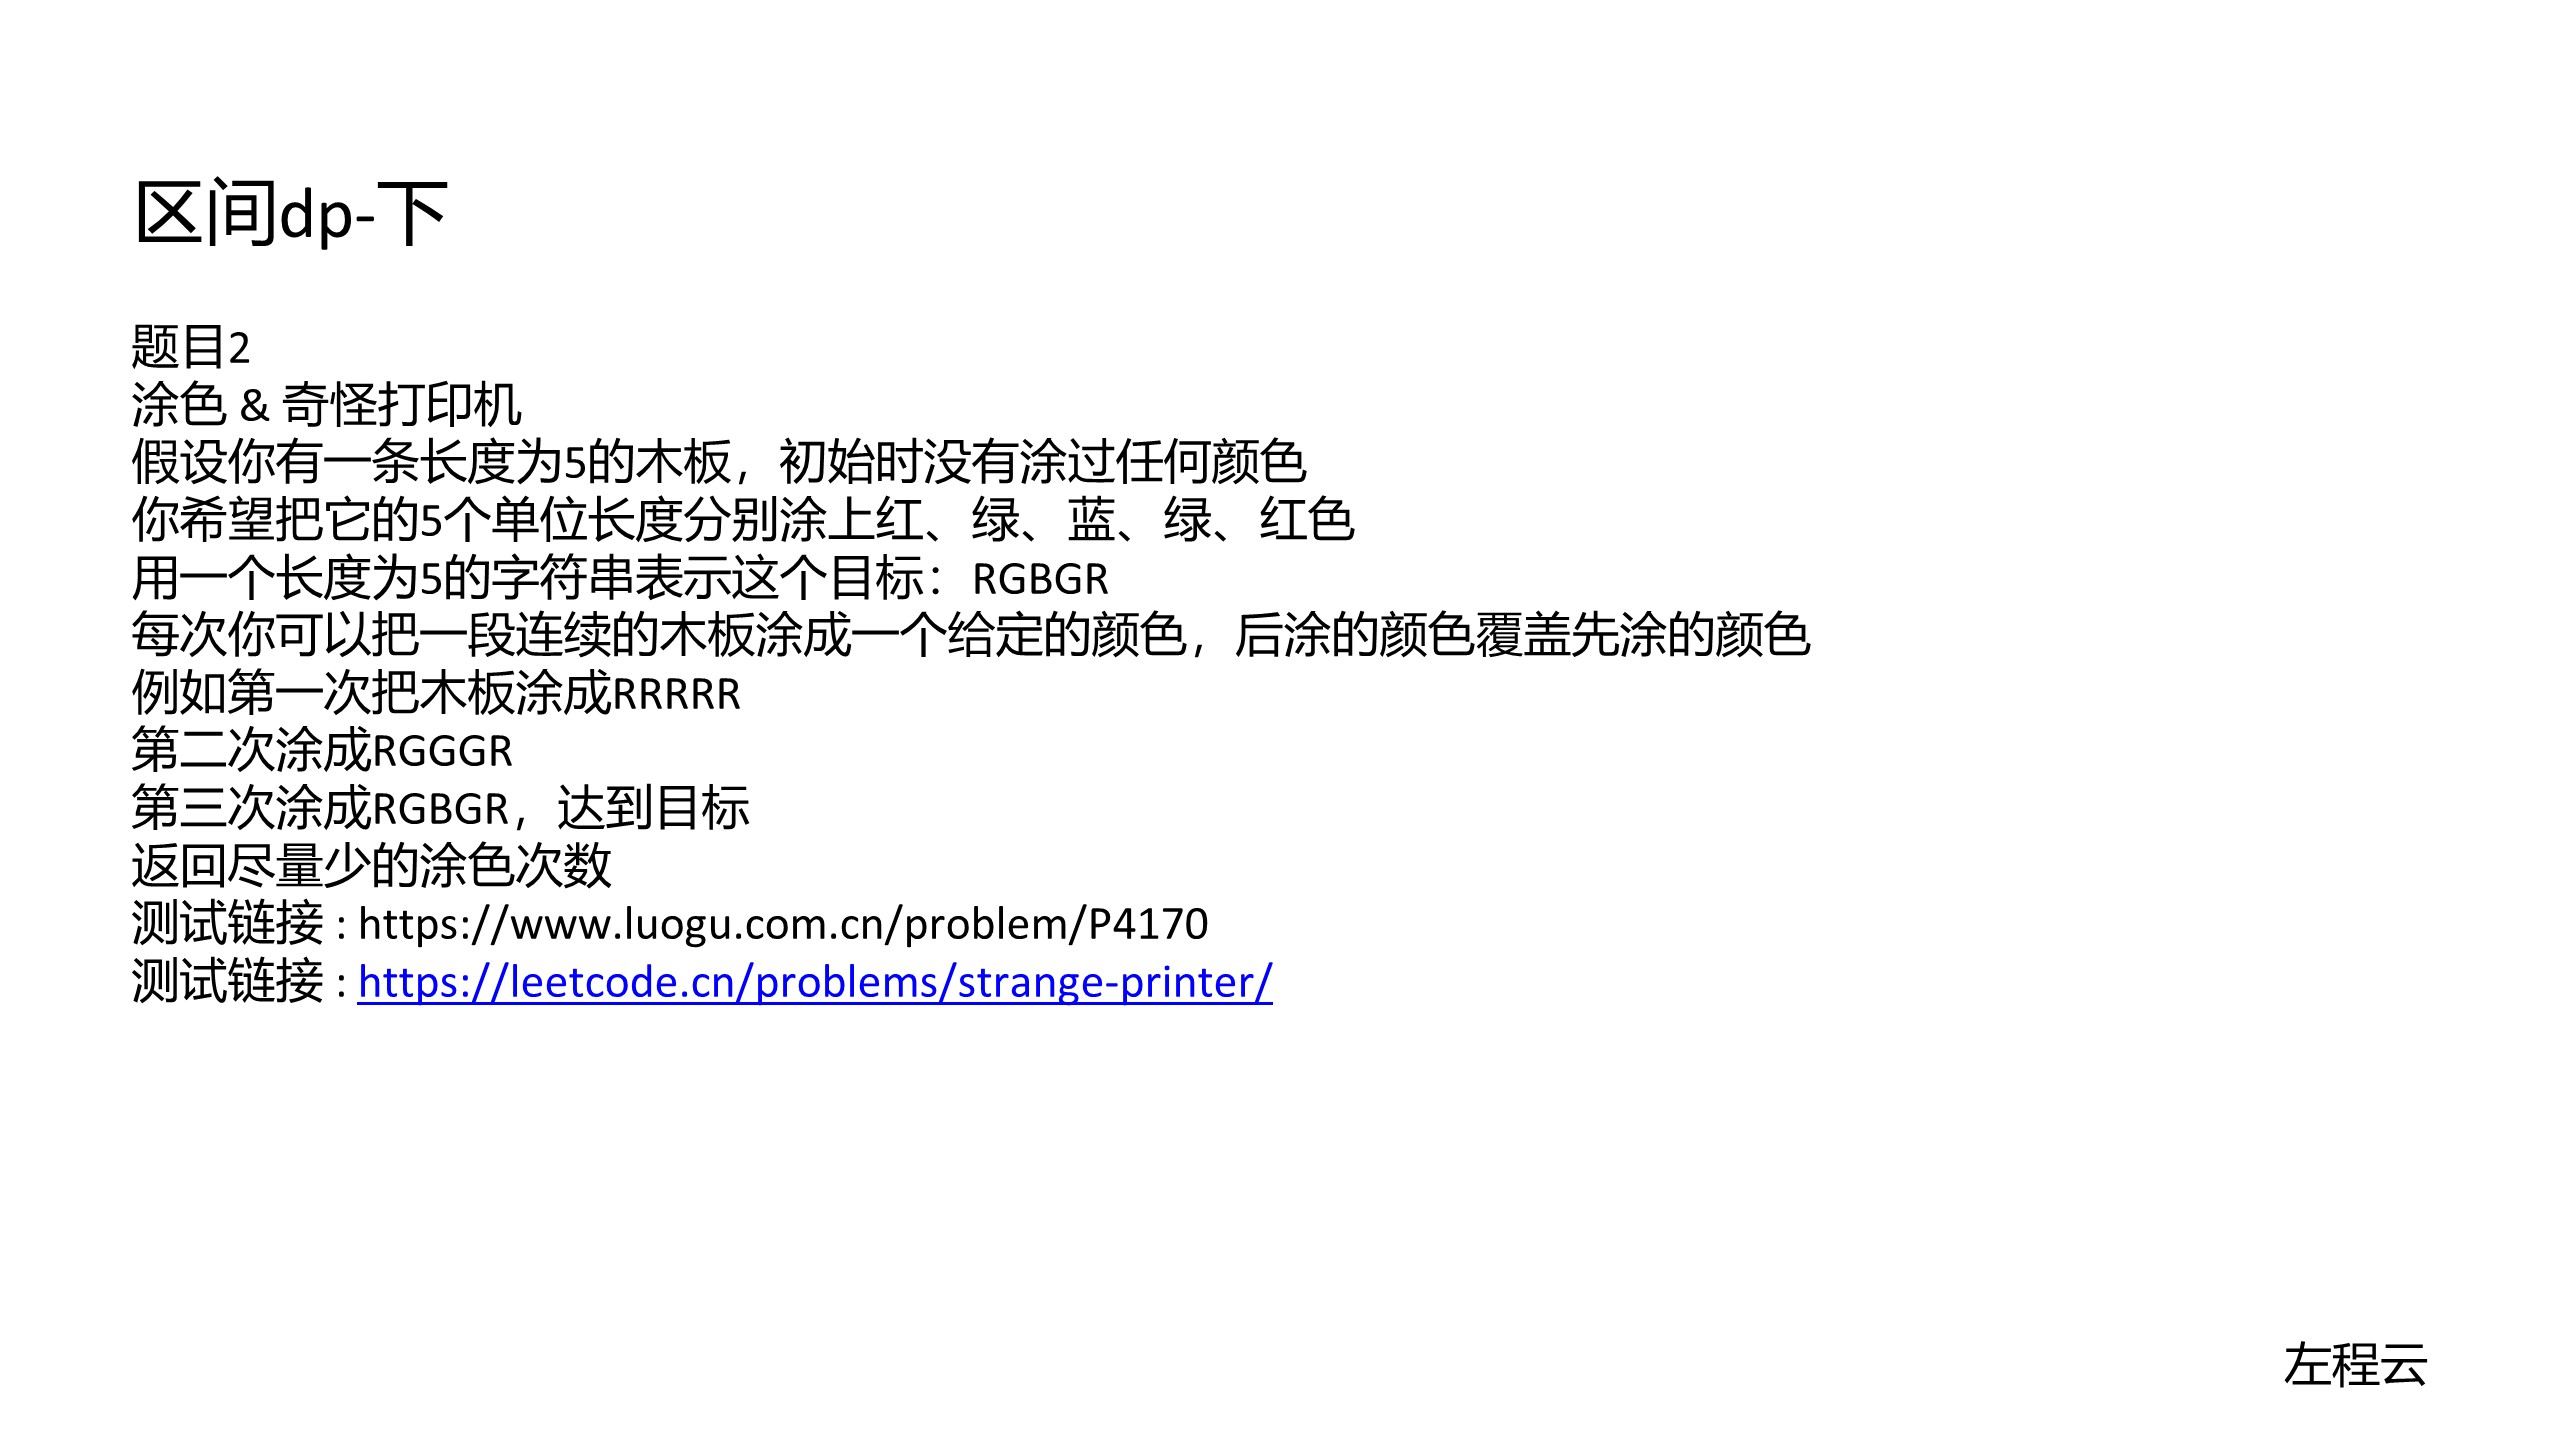 区间dp-下
题目2
涂色 & 奇怪打印机
假设你有一条长度为5的木板，初始时没有涂过任何颜色
你希望把它的5个单位长度分别涂上红、绿、蓝、绿、红色
用一个长度为5的字符串表示这个目标：RGBGR
每次你可以把一段连续的木板涂成一个给定的颜色，后涂的颜色覆盖先涂的颜色
例如第一次把木板涂成RRRRR
第二次涂成RGGGR
第三次涂成RGBGR，达到目标
返回尽量少的涂色次数
测试链接 : https://www.luogu.com.cn/problem/P4170
测试链接 : https://leetcode.cn/problems/strange-printer/
左程云